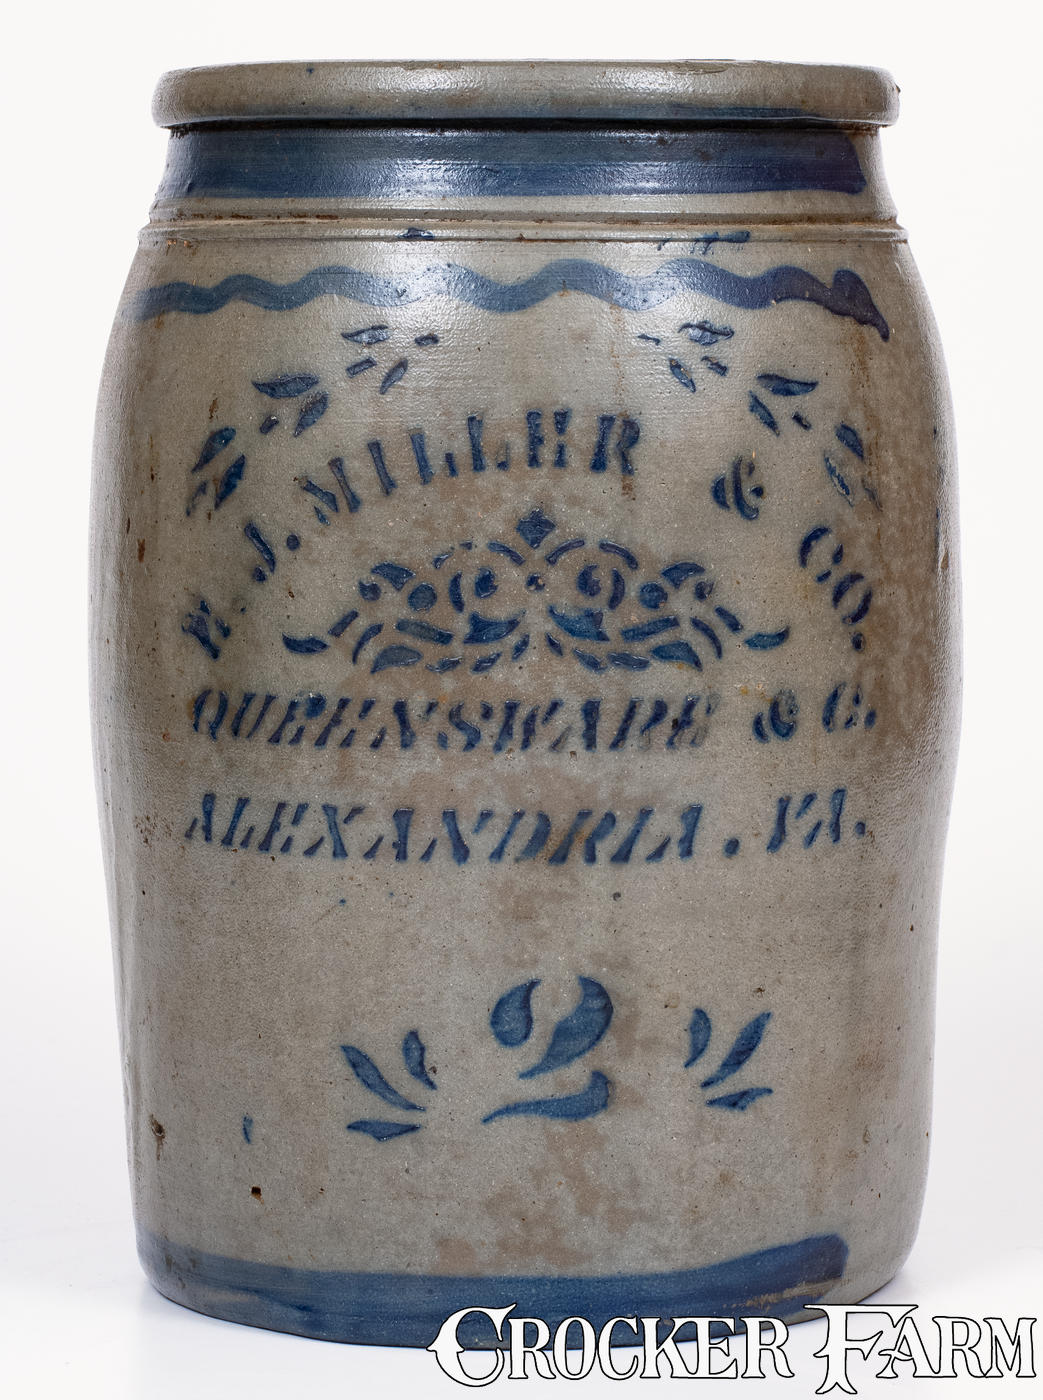 E. J. MILLER & CO.
QUEENSWARE & C.
ALEXANDRIA. VA.
2
CROCKER FARM